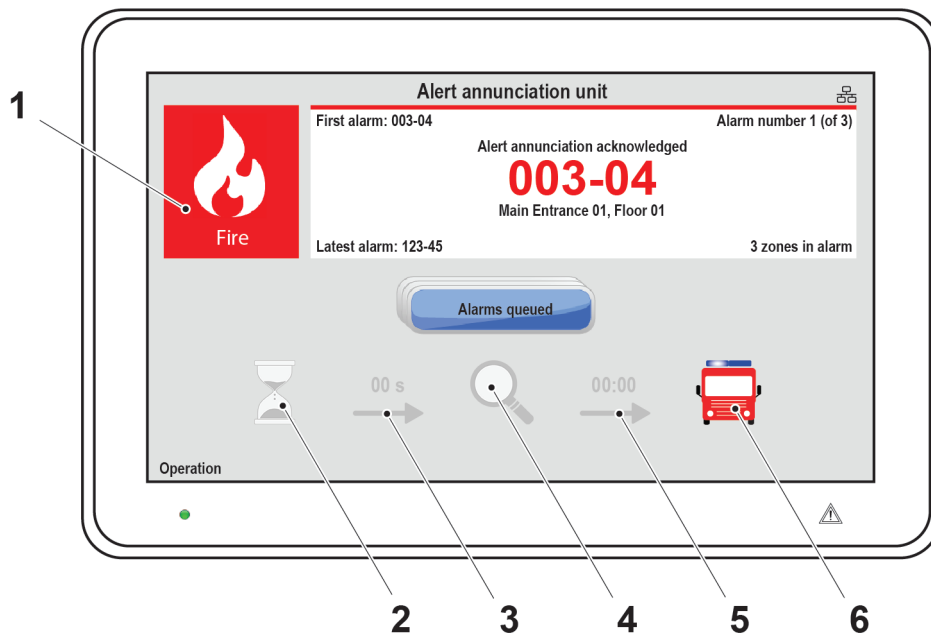 Alert annunciation unit
1
Fire
First alarm: 003-04
Alarm number 1 (of 3)
Alert annunciation acknowledged
003-04
Main Entrance 01, Floor 01
Latest alarm: 123-45
3 zones in alarm
Alarms queued
00 s
00:00
Operation
2
3
4
5
6